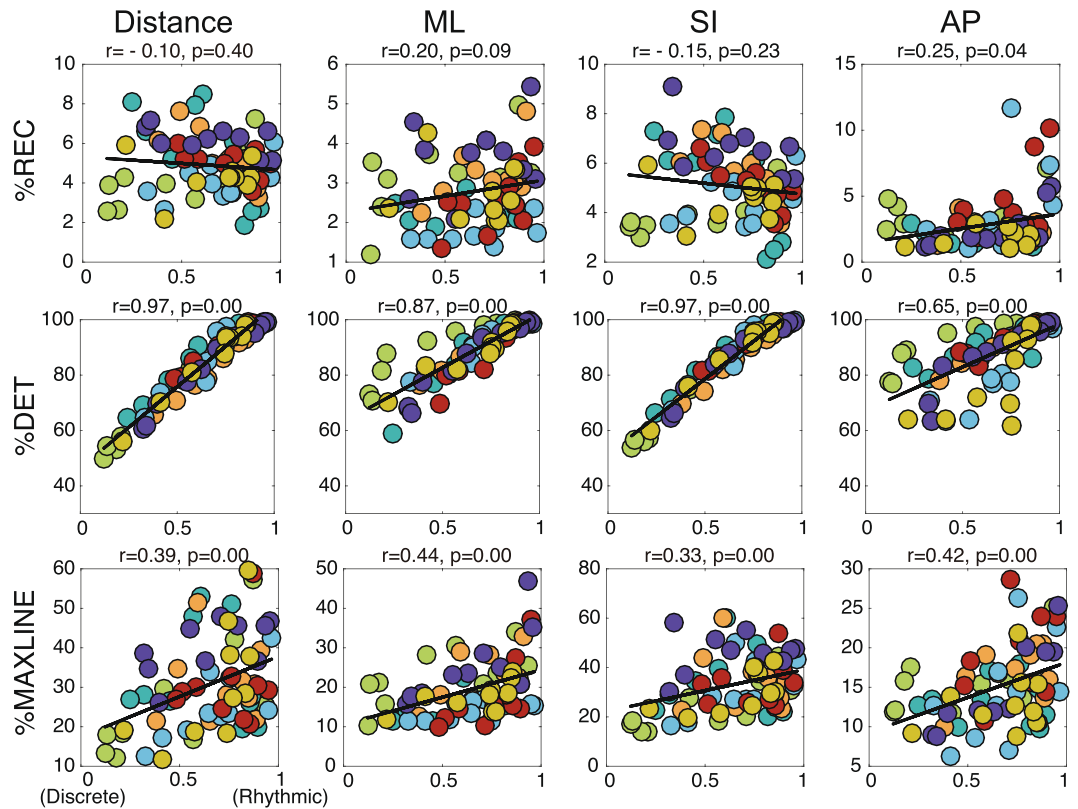 Distance ML SI AP
r= - 0.10, p=0.40 r=0.20, p=0.09 r= - 0.15, p=0.23 r=0.25, p=0.04
%REC
10 8 6 4 2 0
6 5 4 3 2 1
10 8 6 4 2
15 10 5 0
0 0.5 1 0 0.5 1 0 0.5 1 0 0.5 1
r=0.97, p=0.00 r=0.87, p=0.00 r=0.97, p=0.00 r=0.65, p=0.00
%DET
100 80 60 40
100 80 60 40
100 80 60 40
100 80 60 40
0 0.5 1 0 0.5 1 0 0.5 1 0 0.5 1
r=0.39, p=0.00 r=0.44, p=0.00 r=0.33, p=0.00 r=0.42, p=0.00
%MAXLINE
60 50 40 30 20 10
50 40 30 20 10 0
80 60 40 20 0
30 25 20 15 10 5
0 0.5 1 0 0.5 1 0 0.5 1 0 0.5 1
(Discrete) (Rhythmic)